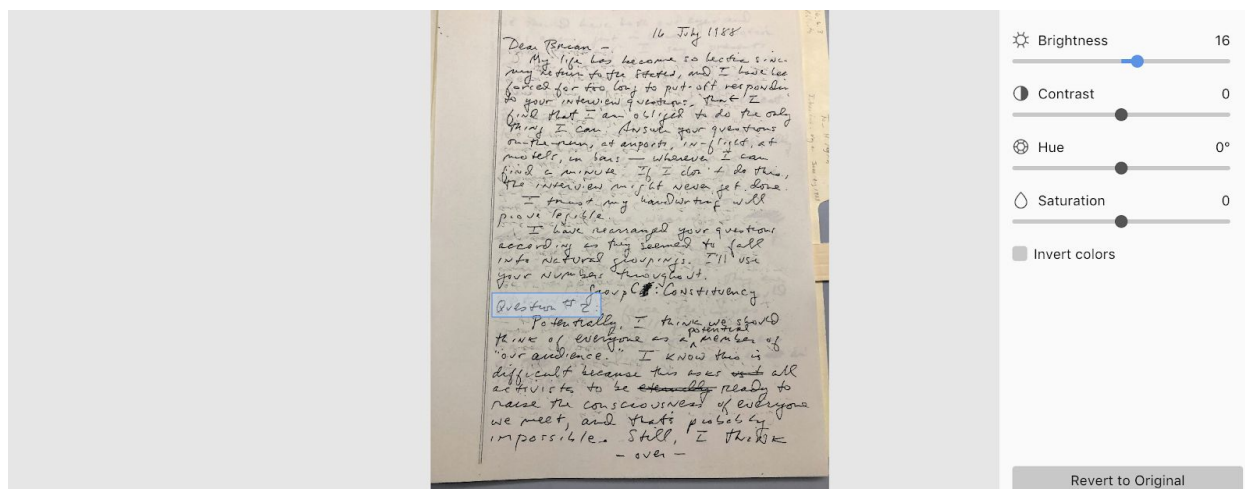 16 July 1988
Dear Brian –
My life has become so hectic since
my return to the States, and I have been
forced for too long to put-off responding
to your interview questions, that I
find that I am obliged to do the only
thing I can. Answer your questions
on-the-run, at airports, in-flight, at
motels, in bars — wherever I can
find a minute. If I don't do this,
the interview might never get done.
I trust my handwriting will
prove legible.
I have rearranged your questions
according as they seemed to fall
into natural groupings. I'll use
your numbers throughout.
Group C: Constituency
Question # 2:
Potentially, I think we should
think of everyone as a potential member of
"our audience." I know this is
difficult because this asks all
activists to be eternally ready to
raise the consciousness of everyone
we meet, and that's probably
impossible. Still, I think
– over –
Brightness 16
Contrast 0
Hue 0°
Saturation 0
Invert colors
Revert to Original